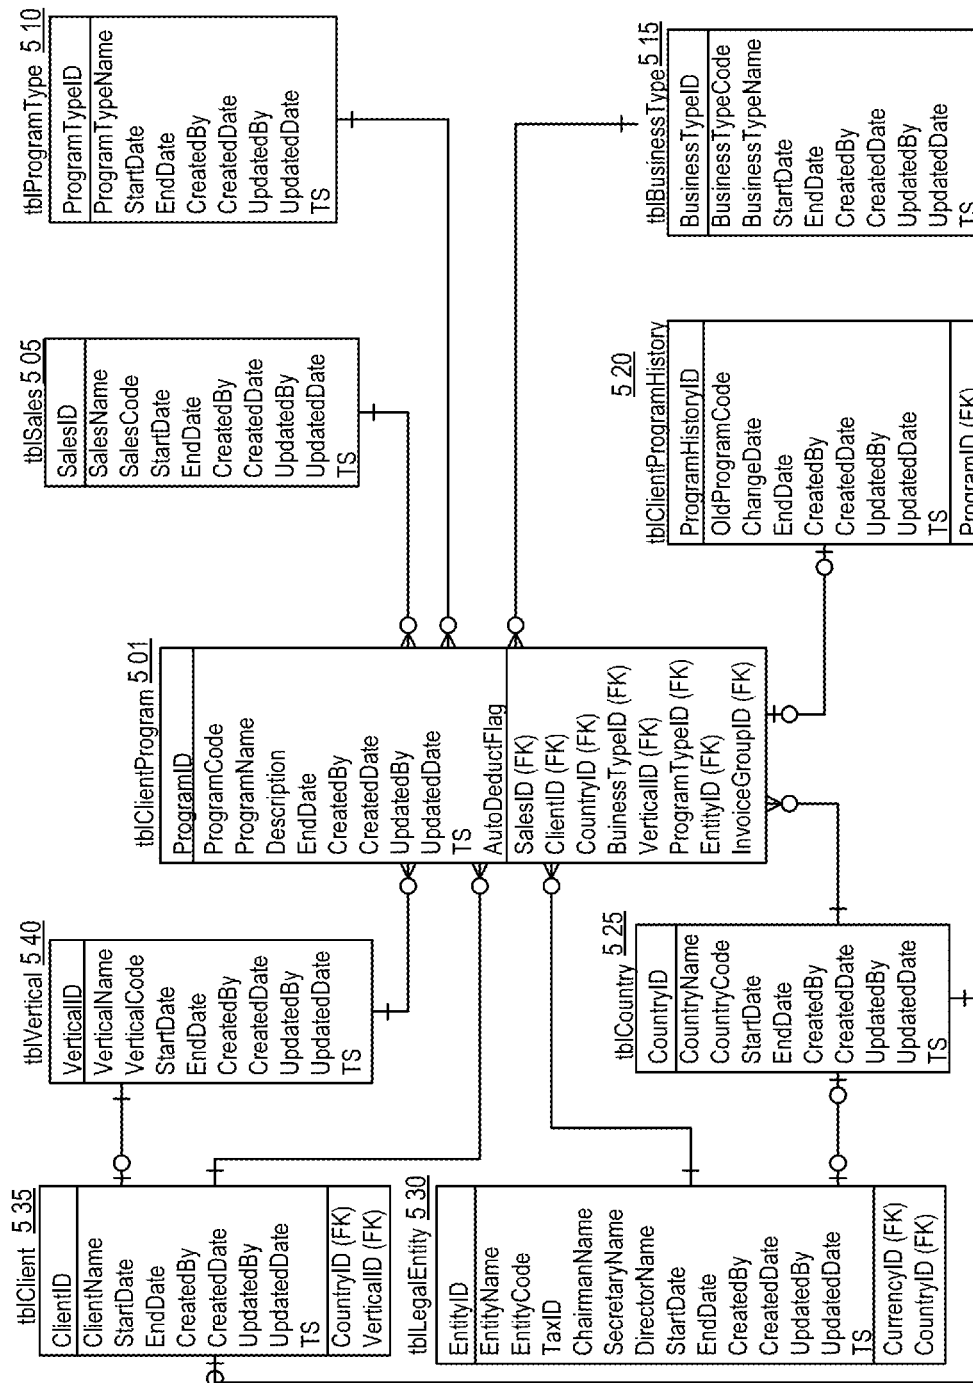 tblClient 5 35
ClientID
ClientName
StartDate
EndDate
CreatedBy
CreatedDate
UpdatedBy
UpdatedDate
TS
CountryID (FK)
VerticalID (FK)
tblVertical 5 40
VerticalID
VerticalName
VerticalCode
StartDate
EndDate
CreatedBy
CreatedDate
UpdatedBy
UpdatedDate
TS
tblSales 5 05
SalesID
SalesName
SalesCode
StartDate
EndDate
CreatedBy
CreatedDate
UpdatedBy
UpdatedDate
TS
tblProgramType 5 10
ProgramTypeID
ProgramTypeName
StartDate
EndDate
CreatedBy
CreatedDate
UpdatedBy
UpdatedDate
TS
tblClientProgram 5 01
ProgramID
ProgramCode
ProgramName
Description
EndDate
CreatedBy
CreatedDate
UpdatedBy
UpdatedDate
TS
AutoDeductFlag
SalesID (FK)
ClientID (FK)
CountryID (FK)
BuinessTypeID (FK)
VerticalID (FK)
ProgramTypeID (FK)
EntityID (FK)
InvoiceGroupID (FK)
tblLegalEntity 5 30
EntityID
EntityName
EntityCode
TaxID
ChairmanName
SecretaryName
DirectorName
StartDate
EndDate
CreatedBy
CreatedDate
UpdatedBy
UpdatedDate
TS
CurrencyID (FK)
CountryID (FK)
tblCountry 5 25
CountryID
CountryName
CountryCode
StartDate
EndDate
CreatedBy
CreatedDate
UpdatedBy
UpdatedDate
TS
tblClientProgramHistory
5 20
ProgramHistoryID
OldProgramCode
ChangeDate
EndDate
CreatedBy
CreatedDate
UpdatedBy
UpdatedDate
TS
ProgramID (FK)
tblBusinessType 5 15
BusinessTypeID
BusinessTypeCode
BusinessTypeName
StartDate
EndDate
CreatedBy
CreatedDate
UpdatedBy
UpdatedDate
TS